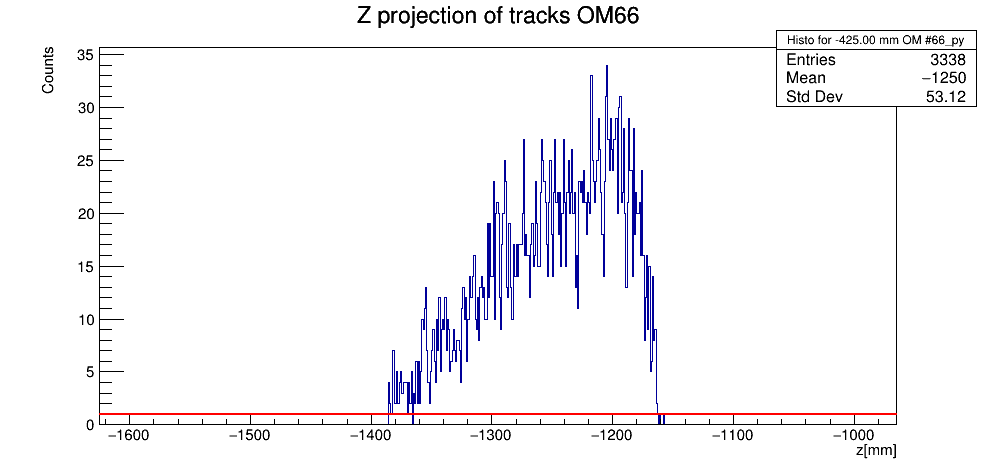 Z projection of tracks OM66
Histo for -425.00 mm OM #66_py
Entries 3338
Mean −1250
Std Dev 53.12
Counts
35
30
25
20
15
10
5
0
−1600 −1500 −1400 −1300 −1200 −1100 −1000
z[mm]